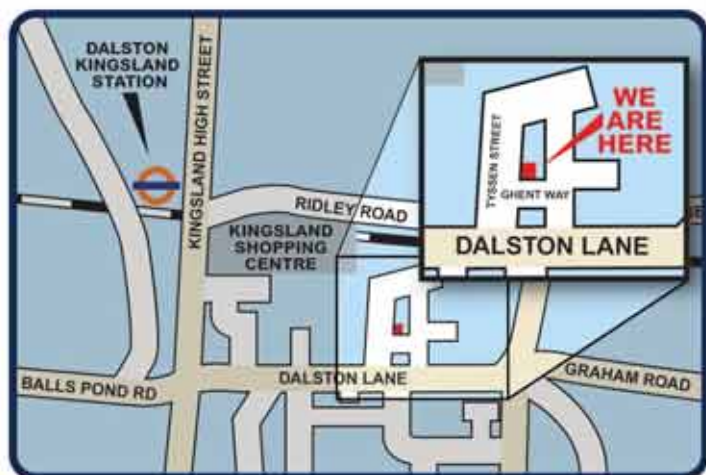 DALSTON
KINGSLAND
STATION
KINGSLAND HIGH STREET
RIDLEY ROAD
KINGSLAND
SHOPPING
CENTRE
WE
ARE
HERE
TYSSEN STREET
GHENT WAY
DALSTON LANE
BALLS POND RD
DALSTON LANE
GRAHAM ROAD